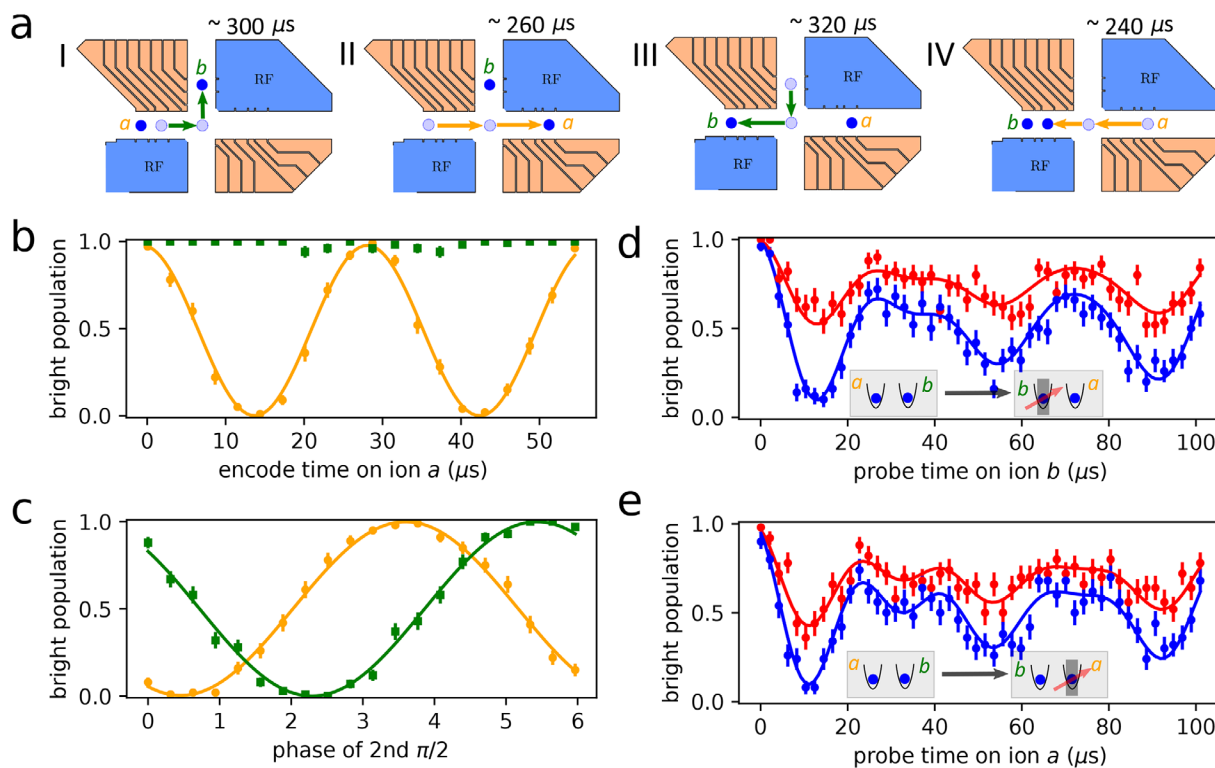 a
~ 300 μs
~ 260 μs
~ 320 μs
~ 240 μs
I
II
III
IV
b
RF
a
RF
b
RF
a
RF
RF
b
a
RF
RF
b
a
RF
b
bright population
1.0
0.5
0.0
0
10
20
30
40
50
encode time on ion a (μs)
c
bright population
1.0
0.5
0.0
0
1
2
3
4
5
6
phase of 2nd π/2
d
bright population
1.0
0.5
0.0
a
b
b
a
0
20
40
60
80
100
probe time on ion b (μs)
e
bright population
1.0
0.5
0.0
a
b
b
a
0
20
40
60
80
100
probe time on ion a (μs)